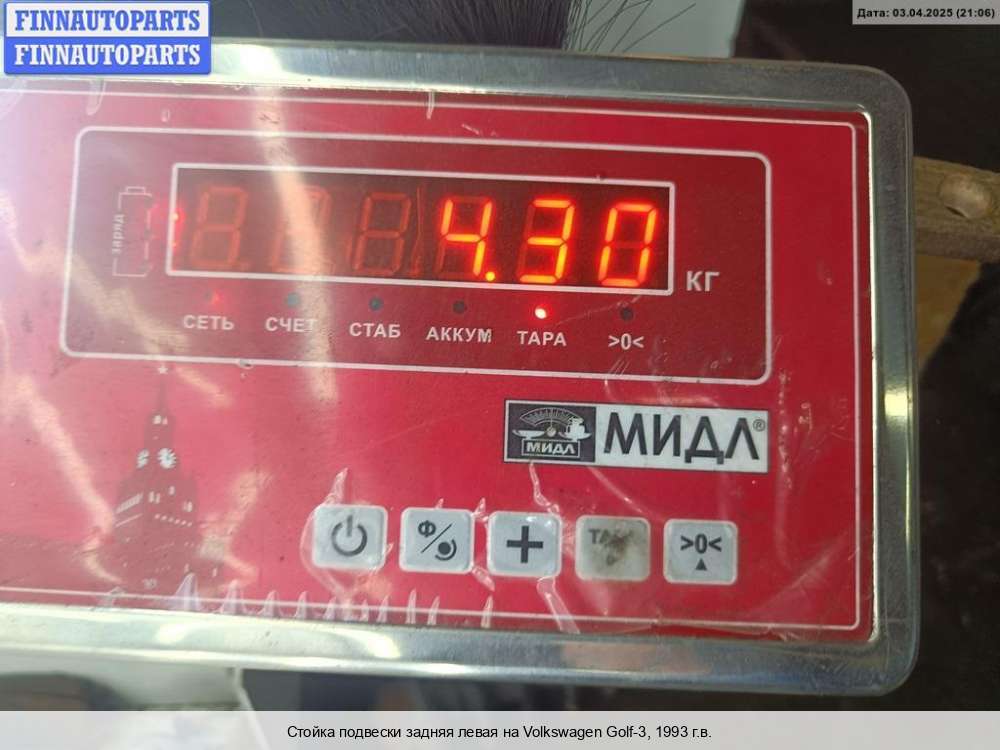 FINNAUTOPARTS
FINNAUTOPARTS
Дата: 03.04.2025 (21:06)
заряд
4.30
КГ
СЕТЬ СЧЕТ СТАБ АККУМ ТАРА >0<
МИДЛ
МИДЛ®
Ф
>0<
Стойка подвески задняя левая на Volkswagen Golf-3, 1993 г.в.